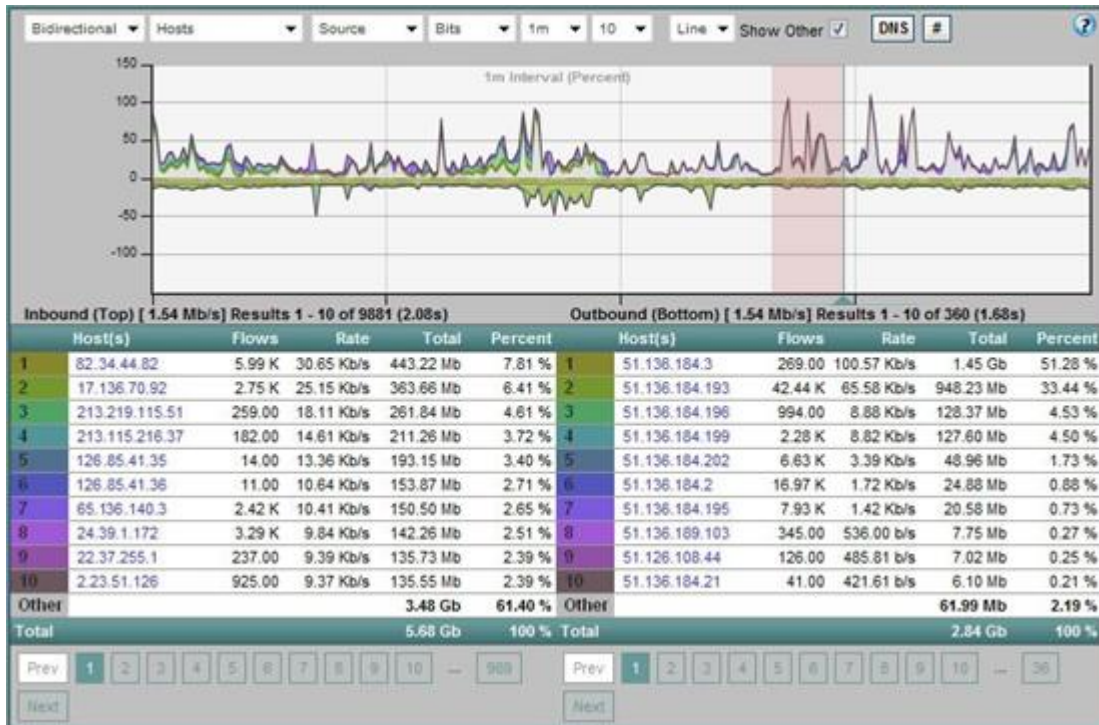 Bidirectional Hosts Source Bits 1m 10 Line Show Other DNS # ?
1m Interval (Percent)
150
100
50
0
-50
-100
Inbound (Top) [ 1.54 Mb/s] Results 1 - 10 of 9881 (2.08s)
Host(s) Flows Rate Total Percent
1 82.34.44.82 5.99 K 30.65 Kb/s 443.22 Mb 7.81 %
2 17.136.70.92 2.75 K 25.15 Kb/s 363.66 Mb 6.41 %
3 213.219.115.51 259.00 18.11 Kb/s 261.84 Mb 4.61 %
4 213.115.216.37 182.00 14.61 Kb/s 211.26 Mb 3.72 %
5 126.85.41.35 14.00 13.36 Kb/s 193.15 Mb 3.40 %
6 126.85.41.36 11.00 10.64 Kb/s 153.87 Mb 2.71 %
7 65.136.140.3 2.42 K 10.41 Kb/s 150.50 Mb 2.65 %
8 24.39.1.172 3.29 K 9.84 Kb/s 142.26 Mb 2.51 %
9 22.37.255.1 237.00 9.39 Kb/s 135.73 Mb 2.39 %
10 2.23.51.126 925.00 9.37 Kb/s 135.55 Mb 2.39 %
Other 3.48 Gb 61.40 %
Total 5.68 Gb 100 %
Prev 1 2 3 4 5 6 7 8 9 10 ... 989
Next
Outbound (Bottom) [ 1.54 Mb/s] Results 1 - 10 of 360 (1.68s)
Host(s) Flows Rate Total Percent
1 51.136.184.3 269.00 100.57 Kb/s 1.45 Gb 51.28 %
2 51.136.184.193 42.44 K 65.58 Kb/s 948.23 Mb 33.44 %
3 51.136.184.196 994.00 8.88 Kb/s 128.37 Mb 4.53 %
4 51.136.184.199 2.28 K 8.82 Kb/s 127.60 Mb 4.50 %
5 51.136.184.202 6.63 K 3.39 Kb/s 48.96 Mb 1.73 %
6 51.136.184.2 16.97 K 1.72 Kb/s 24.88 Mb 0.88 %
7 51.136.184.195 7.93 K 1.42 Kb/s 20.58 Mb 0.73 %
8 51.136.189.103 345.00 536.00 b/s 7.75 Mb 0.27 %
9 51.126.108.44 126.00 485.81 b/s 7.02 Mb 0.25 %
10 51.136.184.21 41.00 421.61 b/s 6.10 Mb 0.21 %
Other 61.99 Mb 2.19 %
Total 2.84 Gb 100 %
Prev 1 2 3 4 5 6 7 8 9 10 ... 36
Next